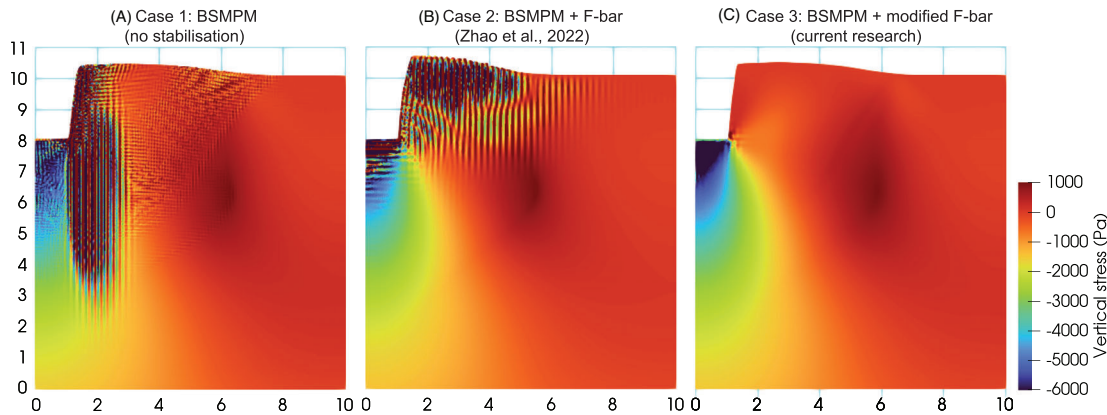 (A) Case 1: BSMPM
(no stabilisation)
(B) Case 2: BSMPM + F-bar
(Zhao et al., 2022)
(C) Case 3: BSMPM + modified F-bar
(current research)
11
10
9
8
7
6
5
4
3
2
1
0
0 2 4 6 8 10
0 2 4 6 8 10
0 2 4 6 8 10
1000
0
-1000
-2000
-3000
-4000
-5000
-6000
Vertical stress (Pa)